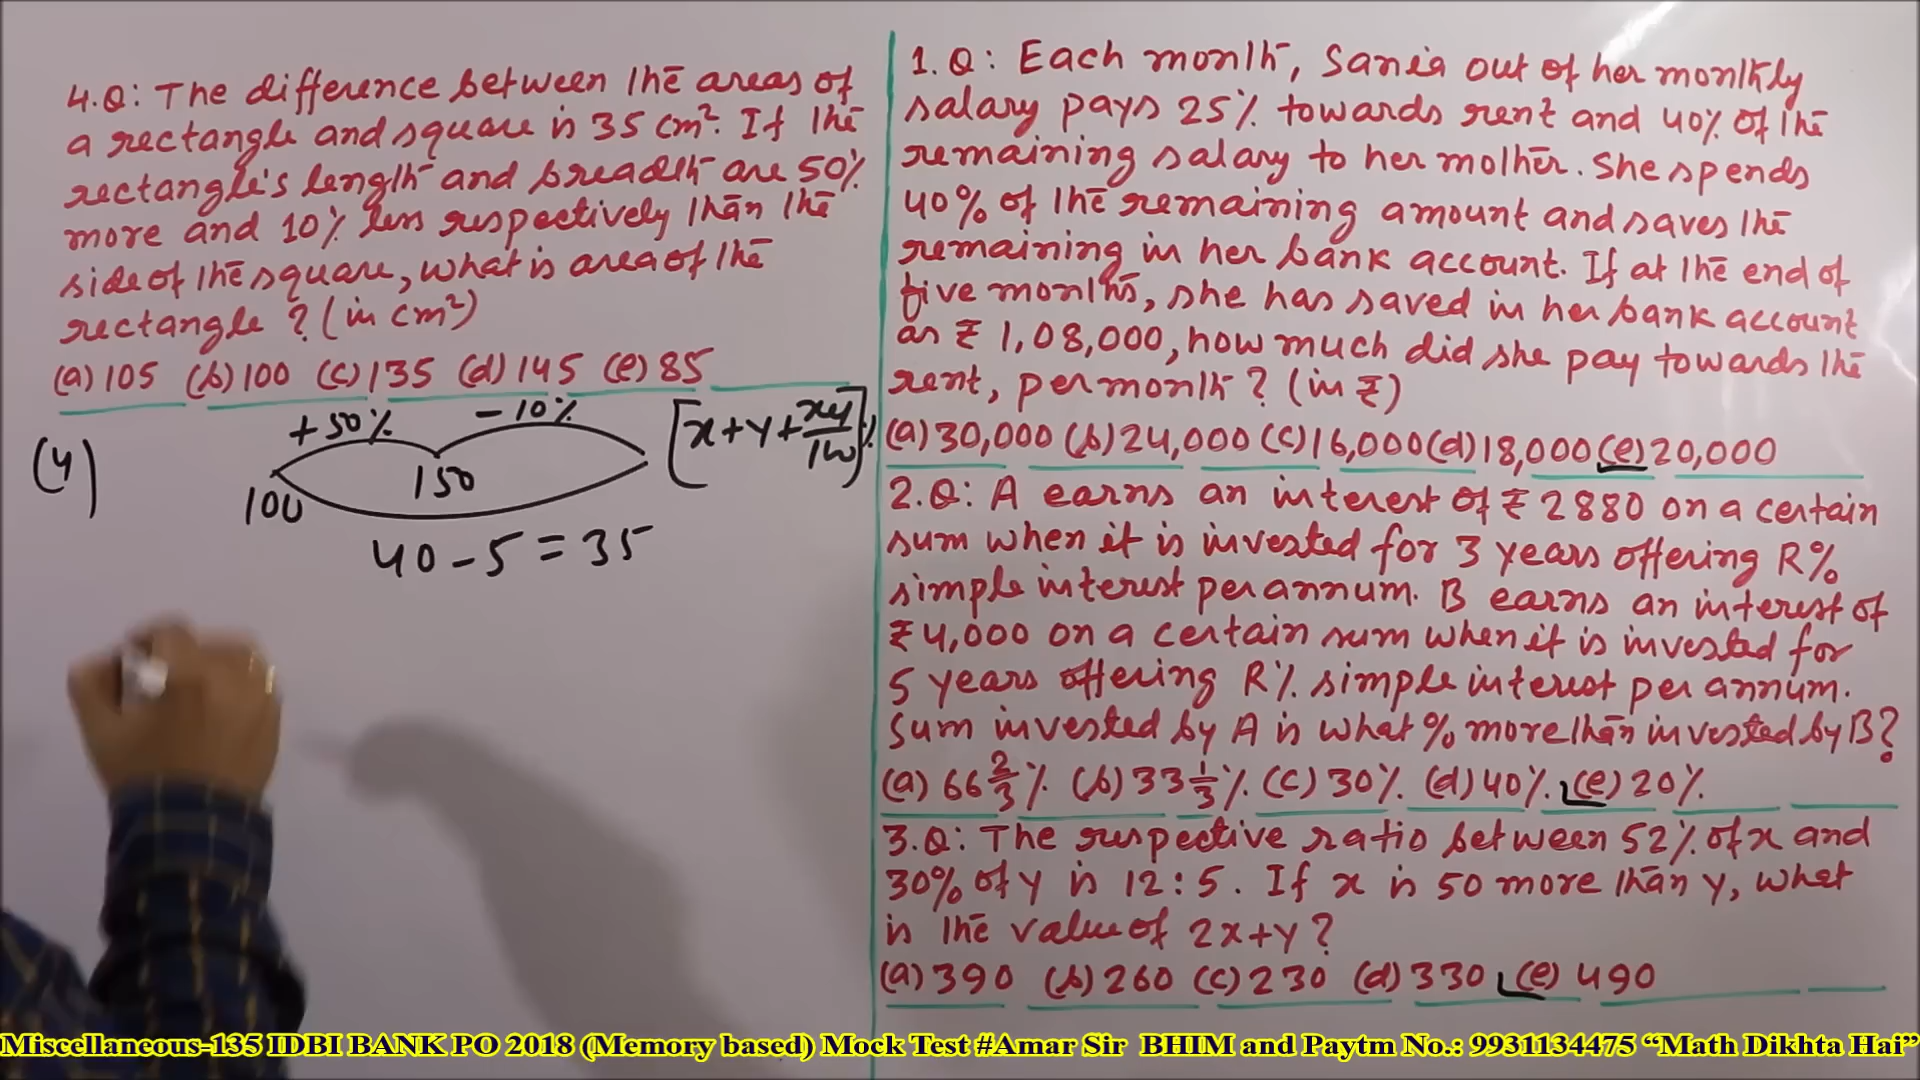 4.Q: The difference between the areas of
a rectangle and square is 35 cm². If the
rectangle's length and breadth are 50%
more and 10% less respectively than the
side of the square, what is area of the
rectangle ? (in cm²)
(a) 105 (b) 100 (c) 135 (d) 145 (e) 85
(4)
+50% -10%
[x+y+xy/100]%
100 150
40-5=35
1.Q: Each month, Sania out of her monthly
salary pays 25% towards rent and 40% of the
remaining salary to her mother. She spends
40% of the remaining amount and saves the
remaining in her bank account. If at the end of
five months, she has saved in her bank account
as ₹ 1,08,000, how much did she pay towards the
rent, per month ? (in ₹)
(a) 30,000 (b) 24,000 (c) 16,000 (d) 18,000 (e) 20,000
2.Q: A earns an interest of ₹ 2880 on a certain
sum when it is invested for 3 years offering R%
simple interest per annum. B earns an interest of
₹ 4,000 on a certain sum when it is invested for
5 years offering R% simple interest per annum.
Sum invested by A is what % more than invested by B?
(a) 66 2/3 % (b) 33 1/3 % (c) 30% (d) 40% (e) 20%
3.Q: The respective ratio between 52% of x and
30% of y is 12:5. If x is 50 more than y, what
is the value of 2x+y?
(a) 390 (b) 260 (c) 230 (d) 330 (e) 490
Miscellaneous-135 IDBI BANK PO 2018 (Memory based) Mock Test #Amar Sir BHIM and Paytm No.: 9931134475 “Math Dikhta Hai”